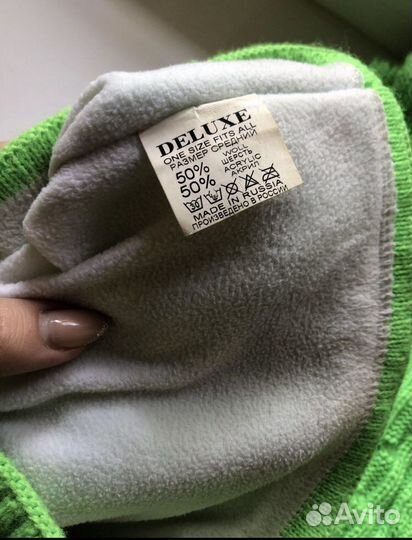 DELUXE
ONE SIZE FITS ALL
РАЗМЕР СРЕДНИЙ
50% WOLL
ШЕРСТЬ
50% ACRYLIC
АКРИЛ
30
MADE IN RUSSIA
ПРОИЗВЕДЕНО В РОССИИ
Avito